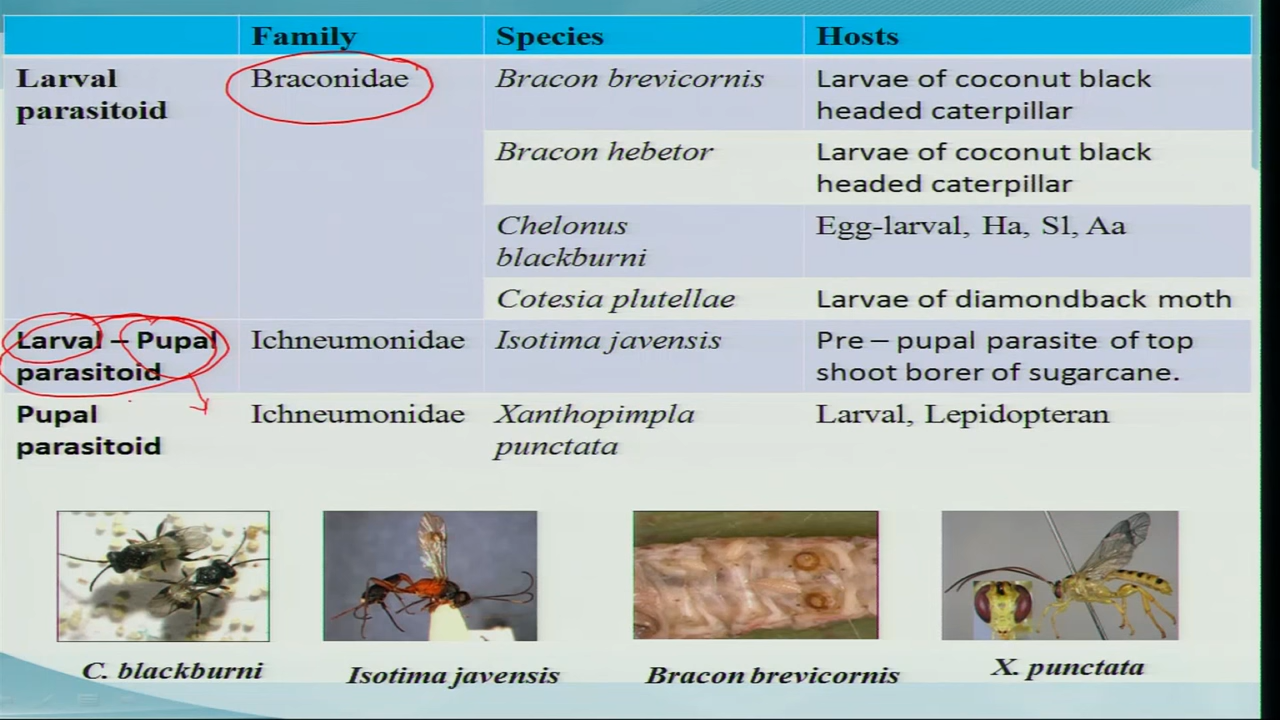 Family Species Hosts
Larval
parasitoid
Braconidae
Bracon brevicornis
Larvae of coconut black
headed caterpillar
Bracon hebetor
Larvae of coconut black
headed caterpillar
Chelonus
blackburni
Egg-larval, Ha, Sl, Aa
Cotesia plutellae
Larvae of diamondback moth
Larval – Pupal
parasitoid
Ichneumonidae
Isotima javensis
Pre – pupal parasite of top
shoot borer of sugarcane.
Pupal
parasitoid
Ichneumonidae
Xanthopimpla
punctata
Larval, Lepidopteran
C. blackburni
Isotima javensis
Bracon brevicornis
X. punctata